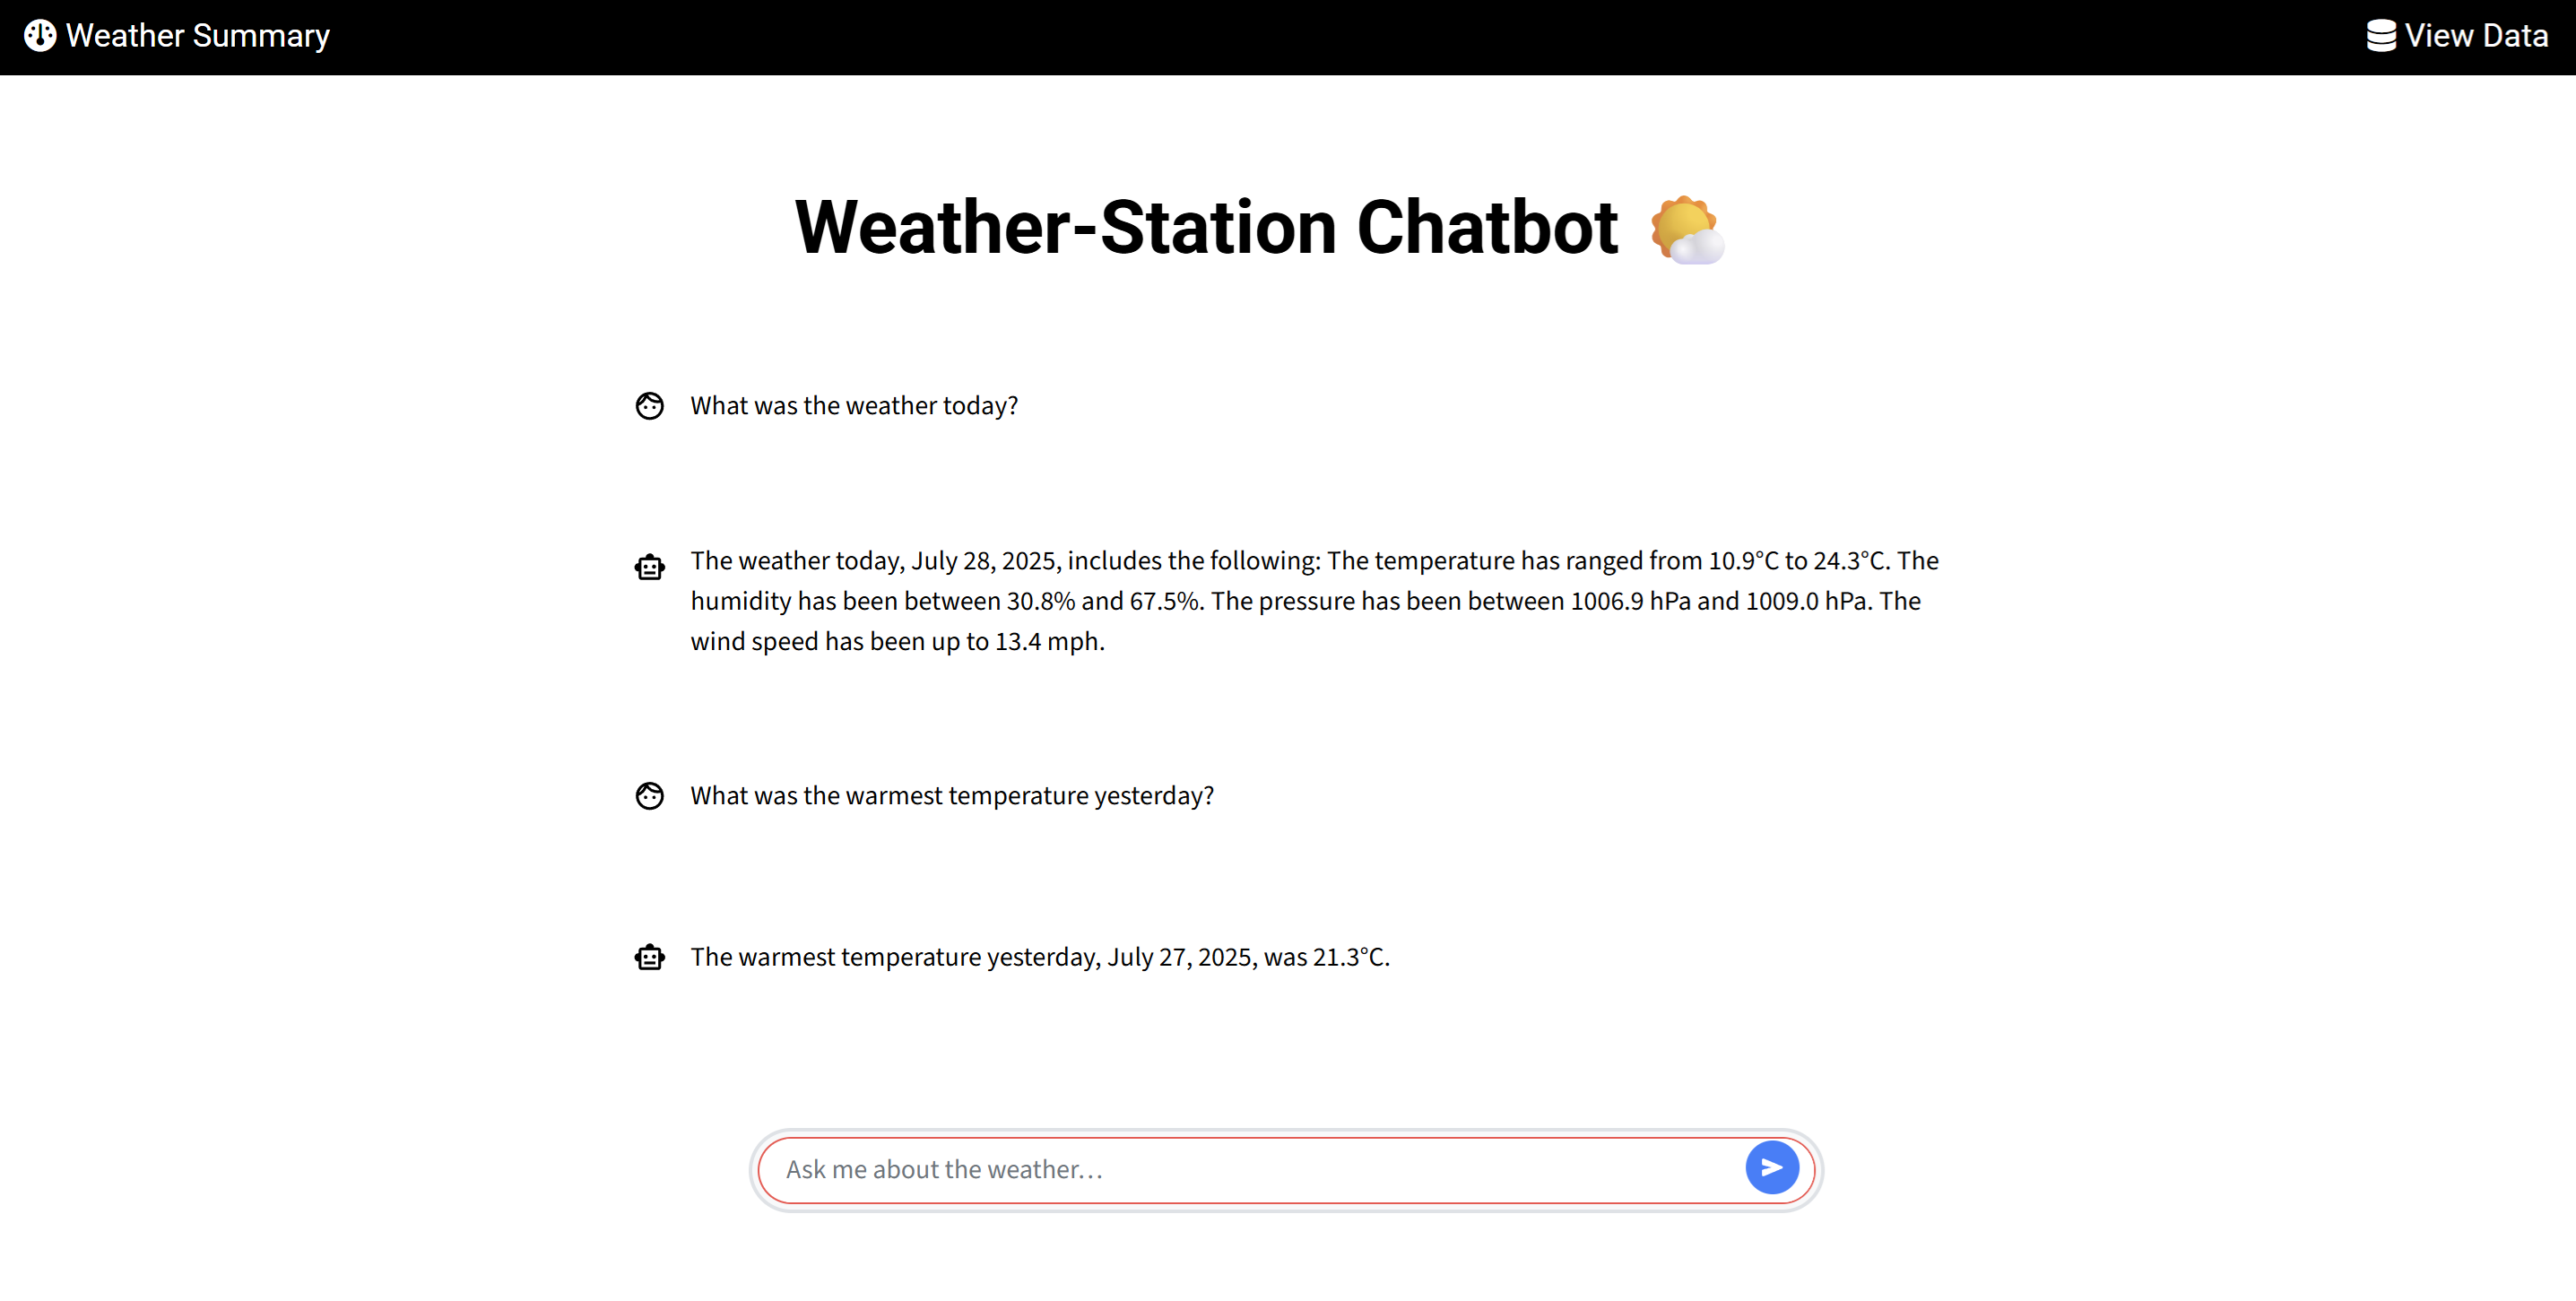 Weather Summary
View Data
Weather-Station Chatbot
What was the weather today?
The weather today, July 28, 2025, includes the following: The temperature has ranged from 10.9°C to 24.3°C. The
humidity has been between 30.8% and 67.5%. The pressure has been between 1006.9 hPa and 1009.0 hPa. The
wind speed has been up to 13.4 mph.
What was the warmest temperature yesterday?
The warmest temperature yesterday, July 27, 2025, was 21.3°C.
Ask me about the weather…